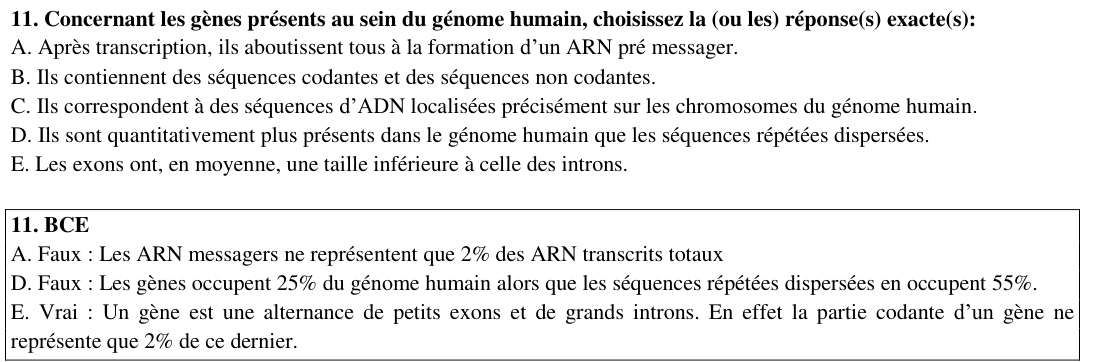 11. Concernant les gènes présents au sein du génome humain, choisissez la (ou les) réponse(s) exacte(s):
A. Après transcription, ils aboutissent tous à la formation d'un ARN pré messager.
B. Ils contiennent des séquences codantes et des séquences non codantes.
C. Ils correspondent à des séquences d'ADN localisées précisément sur les chromosomes du génome humain.
D. Ils sont quantitativement plus présents dans le génome humain que les séquences répétées dispersées.
E. Les exons ont, en moyenne, une taille inférieure à celle des introns.
11. BCE
A. Faux : Les ARN messagers ne représentent que 2% des ARN transcrits totaux
D. Faux : Les gènes occupent 25% du génome humain alors que les séquences répétées dispersées en occupent 55%.
E. Vrai : Un gène est une alternance de petits exons et de grands introns. En effet la partie codante d'un gène ne
représente que 2% de ce dernier.